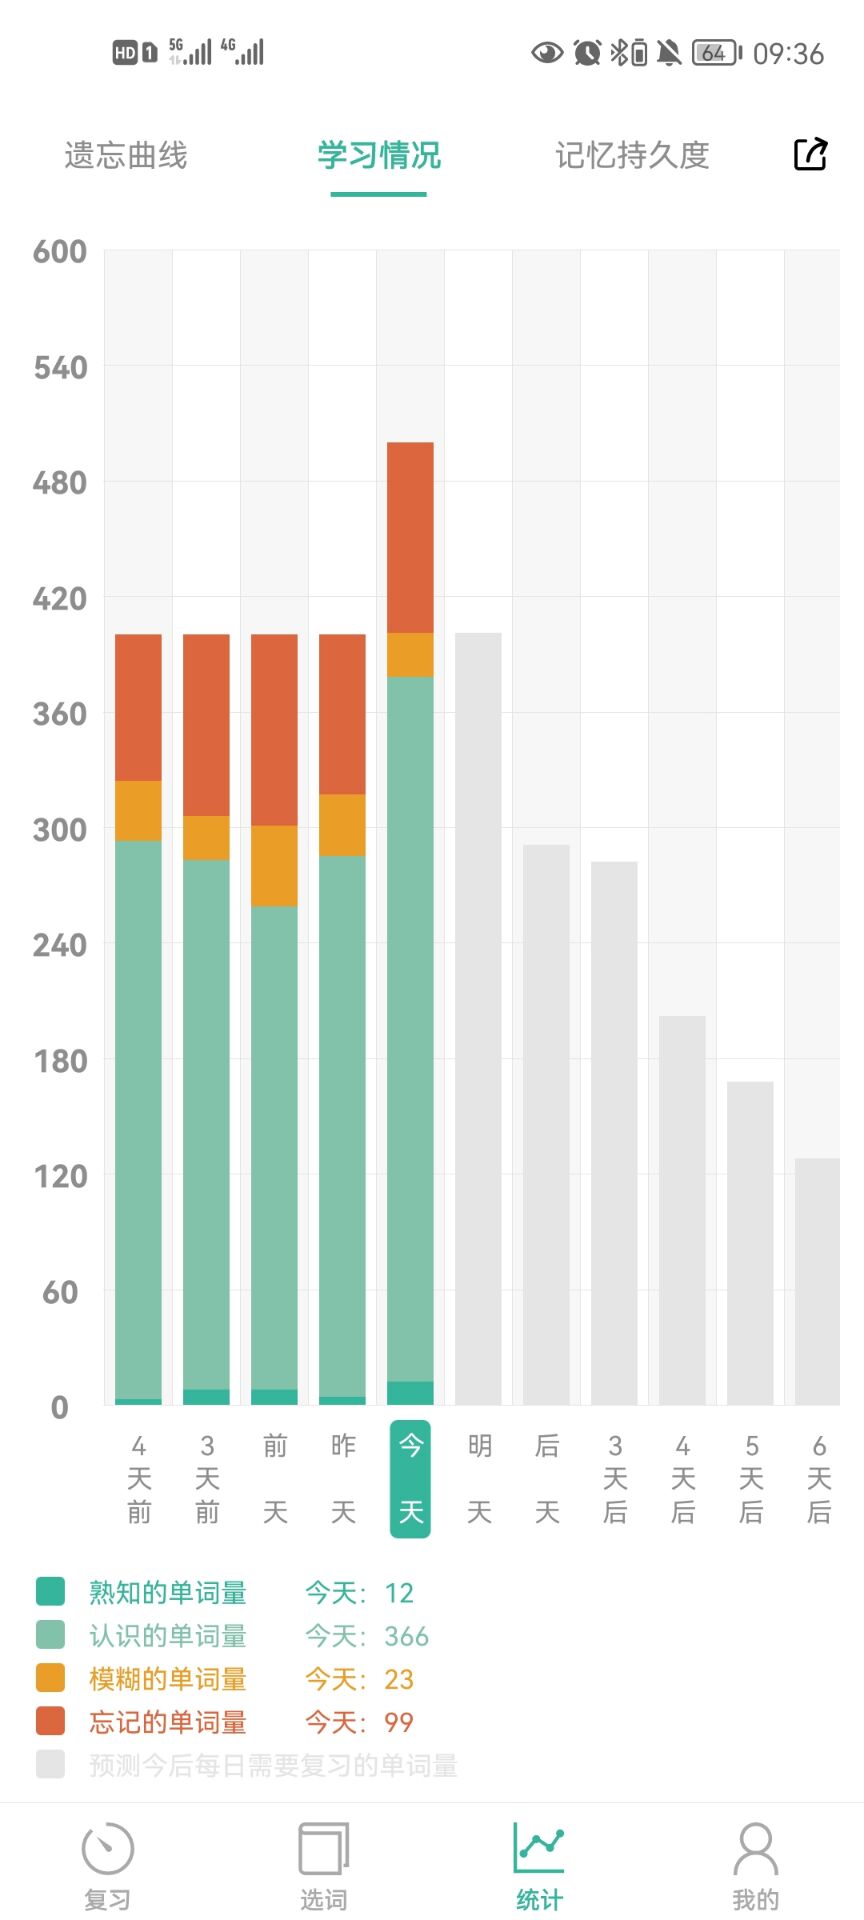 HD 1 5G 4G 64 09:36
遗忘曲线 学习情况 记忆持久度
600
540
480
420
360
300
240
180
120
60
0
4天前 3天前 前天 昨天 今天 明天 后天 3天后 4天后 5天后 6天后
熟知的单词量 今天: 12
认识的单词量 今天: 366
模糊的单词量 今天: 23
忘记的单词量 今天: 99
预测今后每日需要复习的单词量
复习 选词 统计 我的